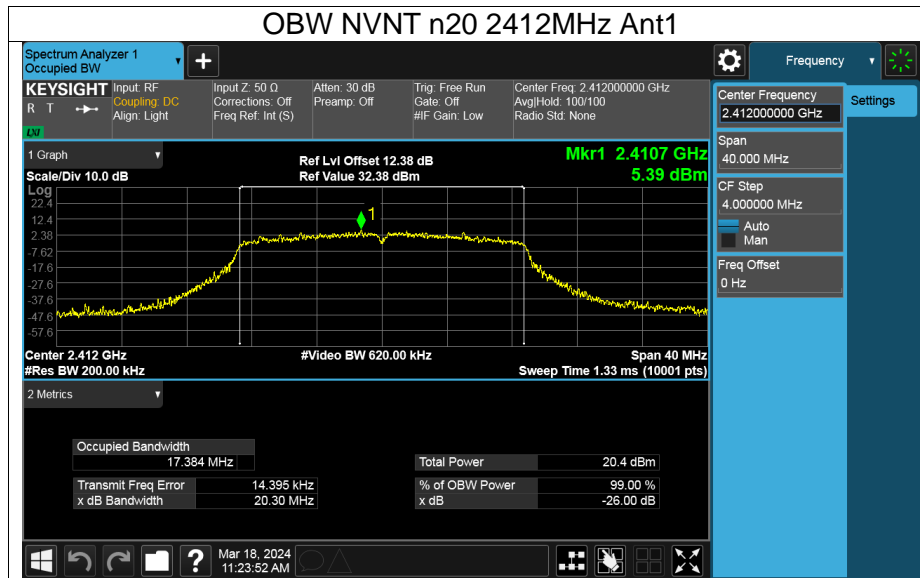 OBW NVNT n20 2412MHz Ant1
Spectrum Analyzer 1
Occupied BW
+
Frequency
KEYSIGHT
R T
LXI
Input: RF
Coupling: DC
Align: Light
Input Z: 50 Ω
Corrections: Off
Freq Ref: Int (S)
Atten: 30 dB
Preamp: Off
Trig: Free Run
Gate: Off
#IF Gain: Low
Center Freq: 2.412000000 GHz
Avg|Hold: 100/100
Radio Std: None
Center Frequency
2.412000000 GHz
Settings
Span
40.000 MHz
CF Step
4.000000 MHz
Auto
Man
Freq Offset
0 Hz
1 Graph
Scale/Div 10.0 dB
Ref Lvl Offset 12.38 dB
Ref Value 32.38 dBm
Mkr1 2.4107 GHz
5.39 dBm
Log
22.4
12.4
2.38
-7.62
-17.6
-27.6
-37.6
-47.6
-57.6
1
Center 2.412 GHz
#Res BW 200.00 kHz
#Video BW 620.00 kHz
Span 40 MHz
Sweep Time 1.33 ms (10001 pts)
2 Metrics
Occupied Bandwidth
17.384 MHz
Total Power 20.4 dBm
Transmit Freq Error 14.395 kHz
% of OBW Power 99.00 %
x dB Bandwidth 20.30 MHz
x dB -26.00 dB
?
Mar 18, 2024
11:23:52 AM